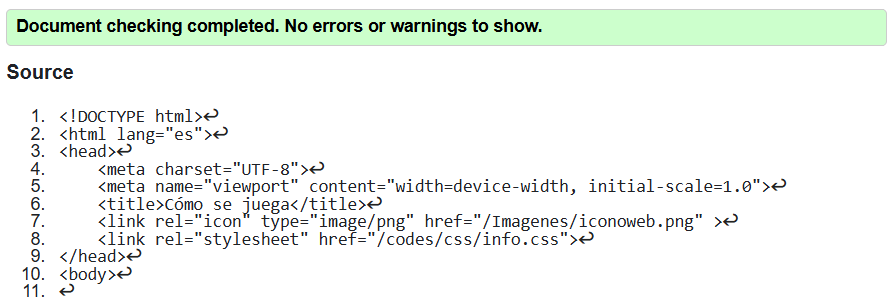 Document checking completed. No errors or warnings to show.
Source
1. <!DOCTYPE html>↩
2. <html lang="es">↩
3. <head>↩
4.     <meta charset="UTF-8">↩
5.     <meta name="viewport" content="width=device-width, initial-scale=1.0">↩
6.     <title>Cómo se juega</title>↩
7.     <link rel="icon" type="image/png" href="/Imagenes/iconoweb.png" >↩
8.     <link rel="stylesheet" href="/codes/css/info.css">↩
9. </head>↩
10. <body>↩
11. ↩